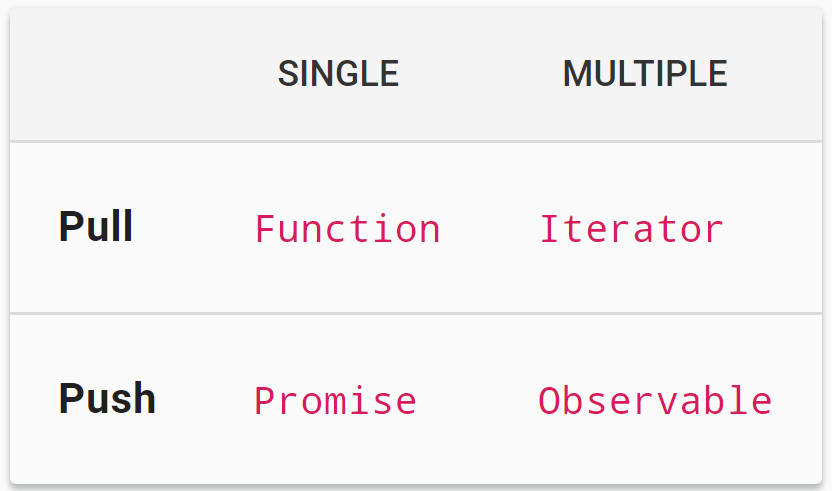 SINGLE MULTIPLE
Pull Function Iterator
Push Promise Observable